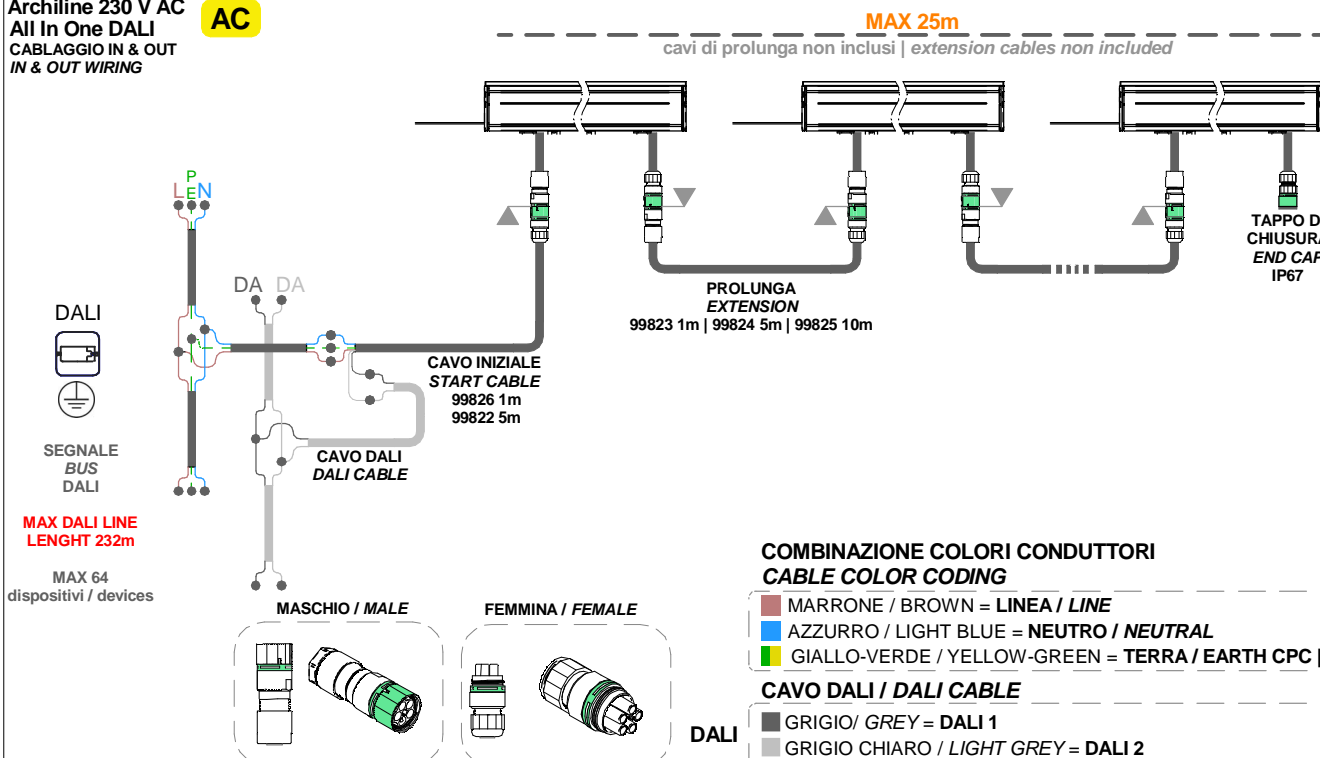 Archiline 230 V AC
All In One DALI
CABLAGGIO IN & OUT
IN & OUT WIRING
AC
MAX 25m
cavi di prolunga non inclusi | extension cables non included
L PE N
DA DA
DALI
SEGNALE
BUS
DALI
MAX DALI LINE
LENGHT 232m
MAX 64
dispositivi / devices
CAVO INIZIALE
START CABLE
99826 1m
99822 5m
CAVO DALI
DALI CABLE
PROLUNGA
EXTENSION
99823 1m | 99824 5m | 99825 10m
TAPPO D
CHIUSURA
END CAP
IP67
MASCHIO / MALE
FEMMINA / FEMALE
COMBINAZIONE COLORI CONDUTTORI
CABLE COLOR CODING
MARRONE / BROWN = LINEA / LINE
AZZURRO / LIGHT BLUE = NEUTRO / NEUTRAL
GIALLO-VERDE / YELLOW-GREEN = TERRA / EARTH CPC |
CAVO DALI / DALI CABLE
DALI
GRIGIO/ GREY = DALI 1
GRIGIO CHIARO / LIGHT GREY = DALI 2